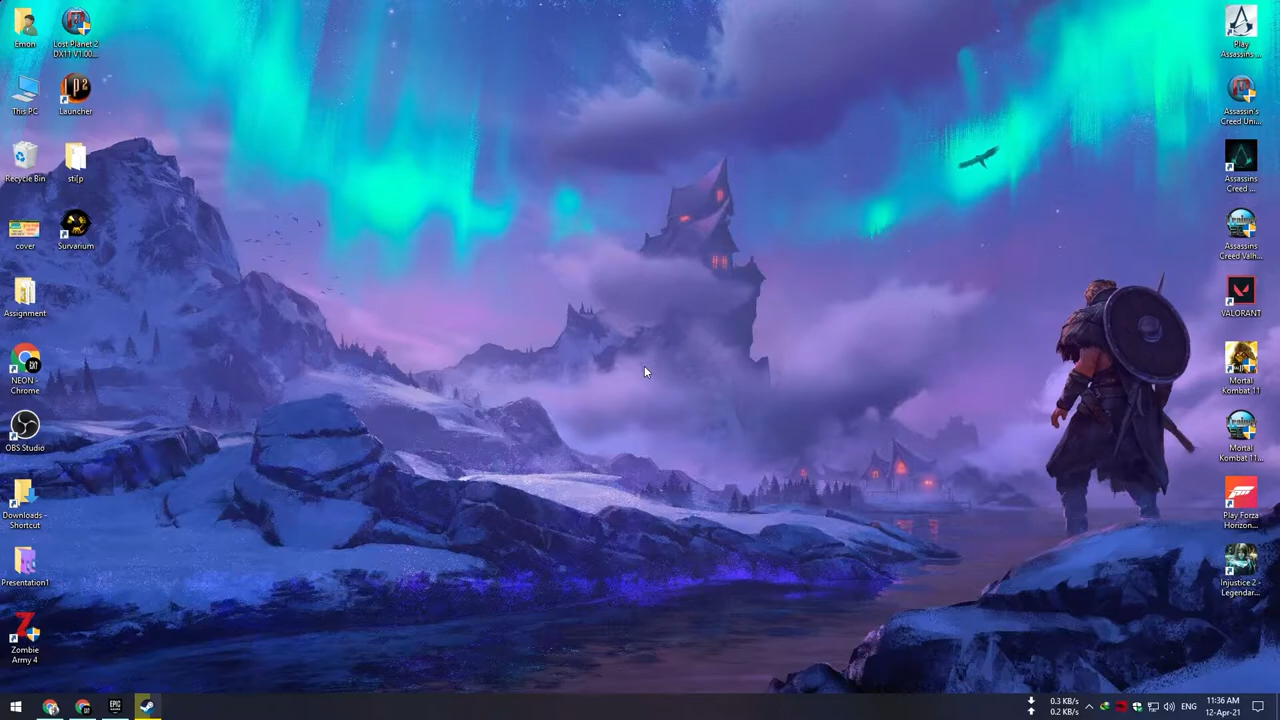 Emon
Lost Planet 2
DX11 V1.00...
This PC
Launcher
Recycle Bin
sti[p
cover
Survarium
Assignment
NEON -
Chrome
OBS Studio
Downloads -
Shortcut
Presentation1
Zombie
Army 4
Play
Assassins ...
Assassin's
Creed Uni...
Assassins
Creed ...
Assassins
Creed Valh...
VALORANT
Mortal
Kombat 11
Mortal
Kombat 11...
Play Forza
Horizon...
Injustice 2 -
Legendar...
EPIC
0.3 KB/s
0.2 KB/s
ENG
11:36 AM
12-Apr-21